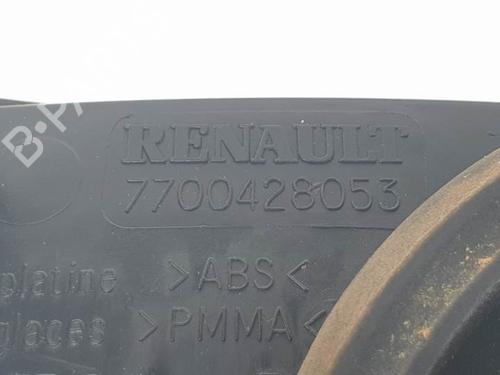 RENAULT
7700428053
platine >ABS<
glaces >PMMA<